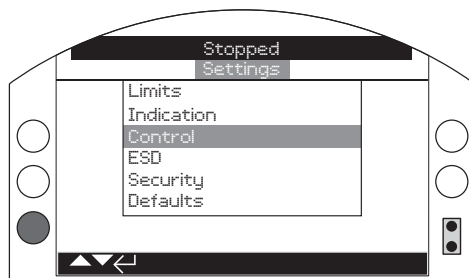 Stopped
Settings
Limits
Indication
Control
ESD
Security
Defaults